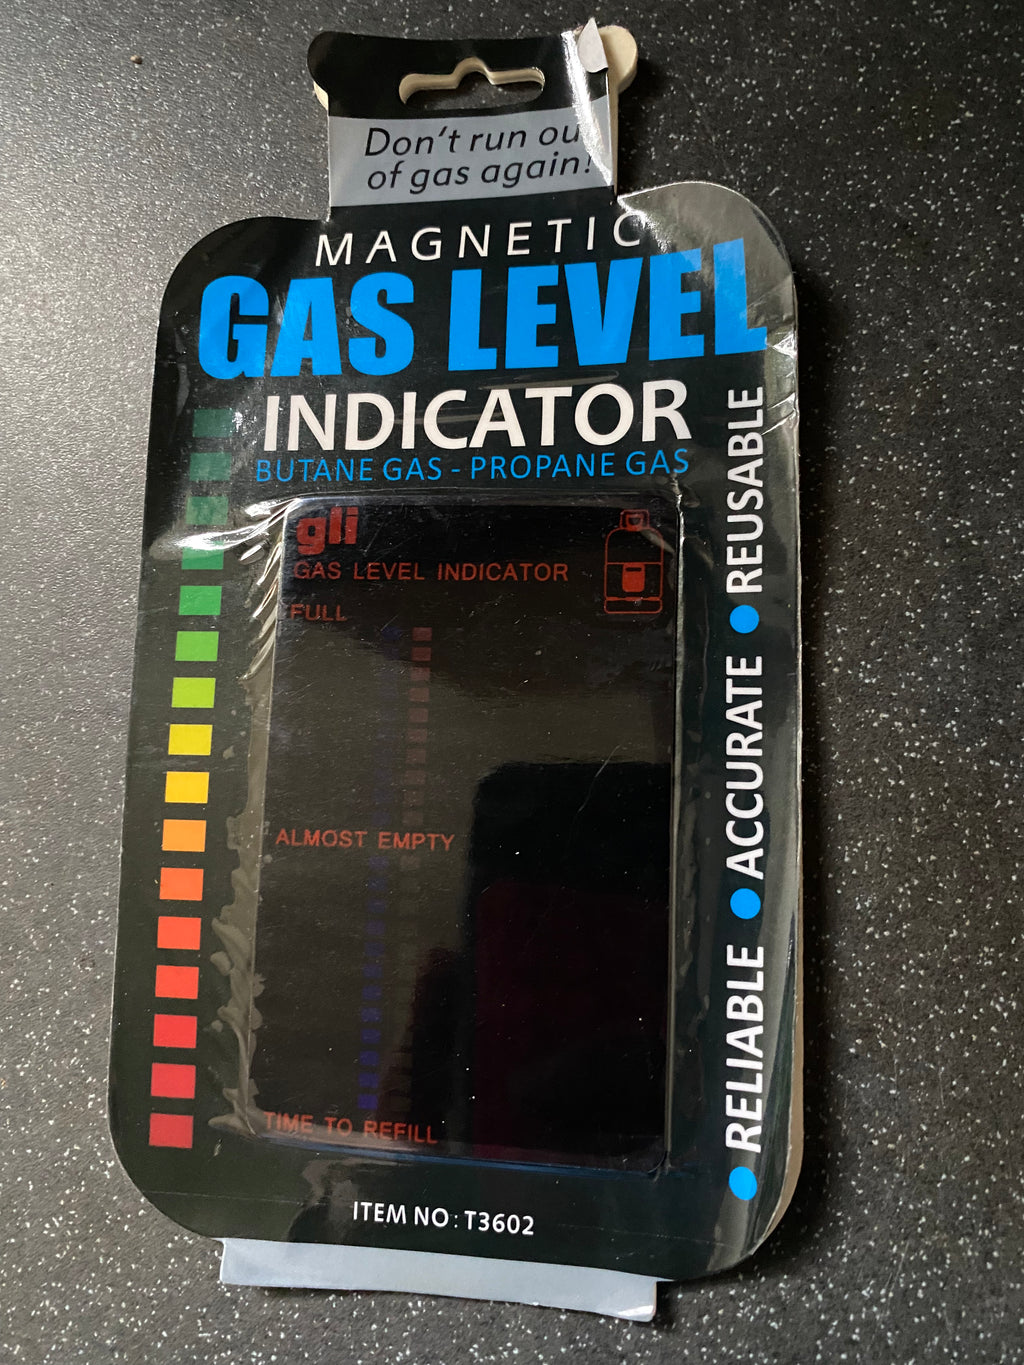 Don't run ou
of gas again!
MAGNETIC
GAS LEVEL
INDICATOR
BUTANE GAS - PROPANE GAS
gli
GAS LEVEL INDICATOR
FULL
ALMOST EMPTY
TIME TO REFILL
• RELIABLE • ACCURATE • REUSABLE
ITEM NO: T3602